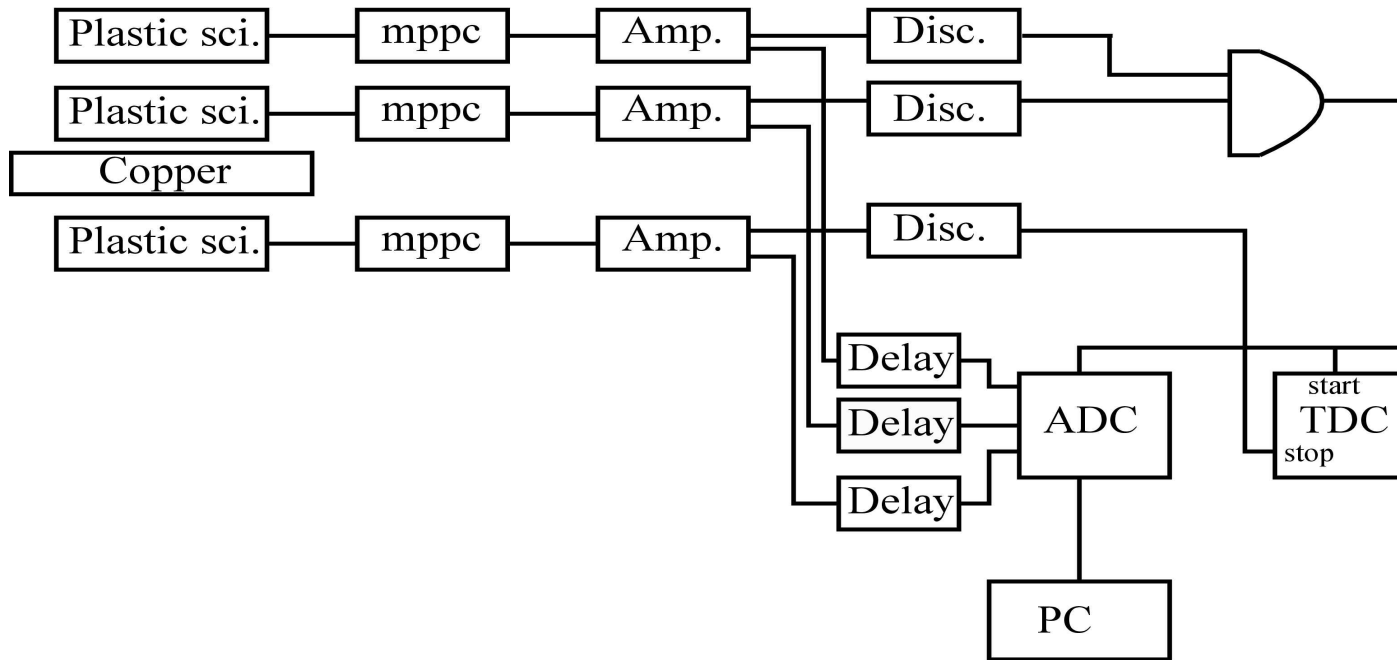 Plastic sci. mppc Amp. Disc.
Plastic sci. mppc Amp. Disc.
Copper
Plastic sci. mppc Amp. Disc.
Delay
start
ADC TDC
Delay
stop
Delay
PC